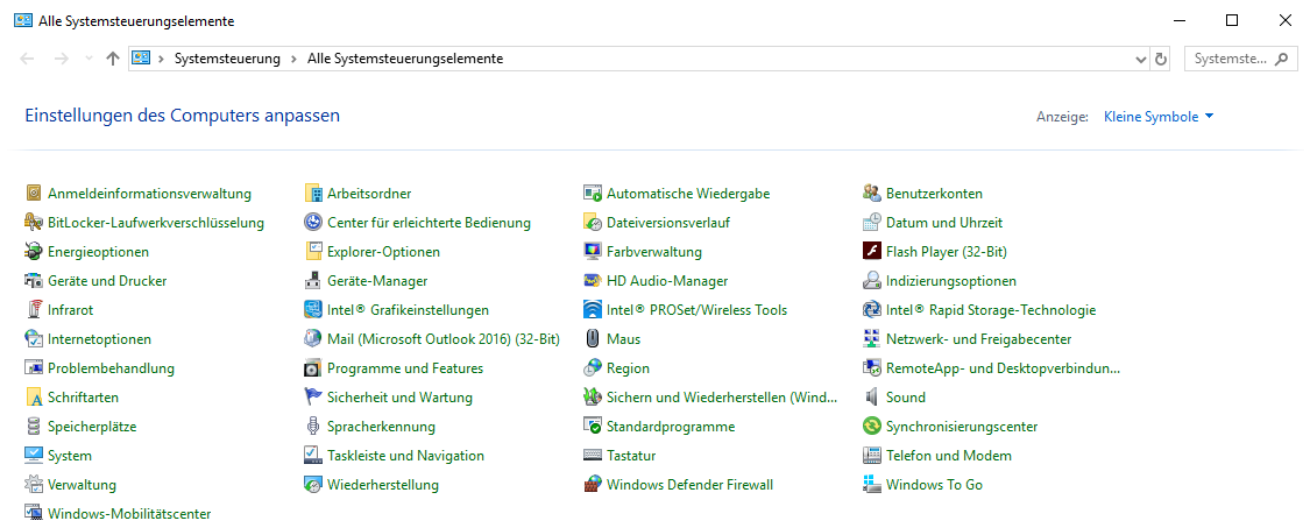 Alle Systemsteuerungselemente
Systemsteuerung > Alle Systemsteuerungselemente Systemste...
Einstellungen des Computers anpassen Anzeige: Kleine Symbole
Anmeldeinformationsverwaltung Arbeitsordner Automatische Wiedergabe Benutzerkonten
BitLocker-Laufwerkverschlüsselung Center für erleichterte Bedienung Dateiversionsverlauf Datum und Uhrzeit
Energieoptionen Explorer-Optionen Farbverwaltung Flash Player (32-Bit)
Geräte und Drucker Geräte-Manager HD Audio-Manager Indizierungsoptionen
Infrarot Intel® Grafikeinstellungen Intel® PROSet/Wireless Tools Intel® Rapid Storage-Technologie
Internetoptionen Mail (Microsoft Outlook 2016) (32-Bit) Maus Netzwerk- und Freigabecenter
Problembehandlung Programme und Features Region RemoteApp- und Desktopverbindun...
Schriftarten Sicherheit und Wartung Sichern und Wiederherstellen (Wind... Sound
Speicherplätze Spracherkennung Standardprogramme Synchronisierungscenter
System Taskleiste und Navigation Tastatur Telefon und Modem
Verwaltung Wiederherstellung Windows Defender Firewall Windows To Go
Windows-Mobilitätscenter